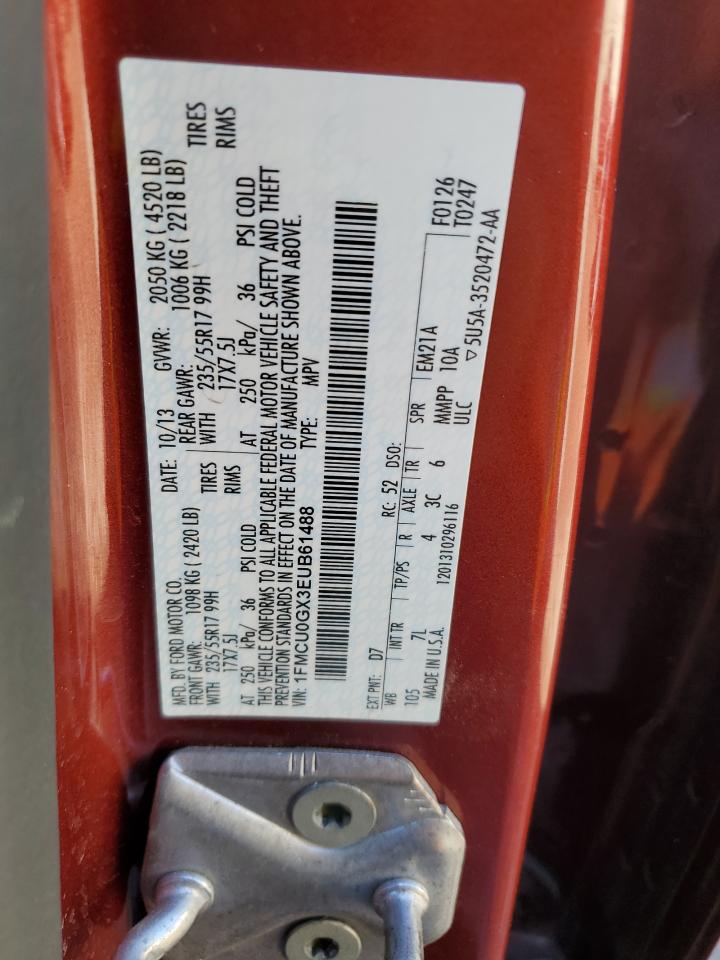 MFD. BY FORD MOTOR CO. DATE: 10/13 GVWR: 2050 KG ( 4520 LB)
FRONT GAWR: 1098 KG (2420 LB) REAR GAWR: 1006 KG ( 2218 LB)
WITH 235/55R17 99H TIRES WITH 235/55R17 99H TIRES
17X7.5J RIMS 17X7.5J RIMS
AT 250 kPa/ 36 PSI COLD AT 250 kPa/ 36 PSI COLD
THIS VEHICLE CONFORMS TO ALL APPLICABLE FEDERAL MOTOR VEHICLE SAFETY AND THEFT
PREVENTION STANDARDS IN EFFECT ON THE DATE OF MANUFACTURE SHOWN ABOVE.
VIN: 1FMCU0GX3EUB61488 TYPE: MPV
EXT PNT: D7 RC: 52 DSO:
WB INT TR TP/PS R AXLE TR SPR EM21A F0126
105 7L 4 3C 6 MMPP 10A T0247
MADE IN U.S.A. 1201310296116 ULC ▽5U5A-3520472-AA